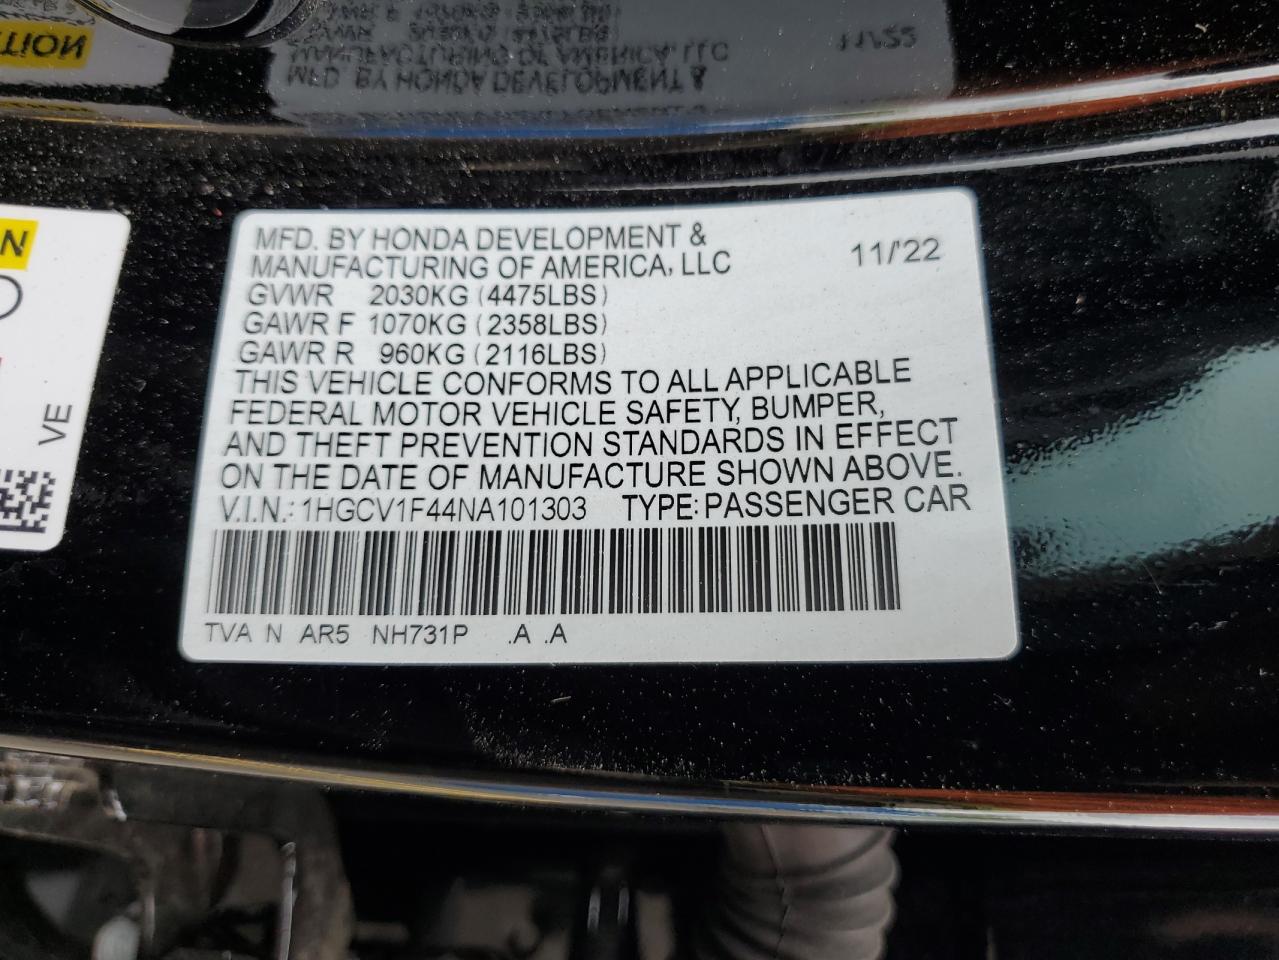 MFD. BY HONDA DEVELOPMENT &
MANUFACTURING OF AMERICA, LLC 11/'22
GVWR 2030KG (4475LBS)
GAWR F 1070KG (2358LBS)
GAWR R 960KG (2116LBS)
THIS VEHICLE CONFORMS TO ALL APPLICABLE
FEDERAL MOTOR VEHICLE SAFETY, BUMPER,
AND THEFT PREVENTION STANDARDS IN EFFECT
ON THE DATE OF MANUFACTURE SHOWN ABOVE.
V.I.N.: 1HGCV1F44NA101303 TYPE: PASSENGER CAR
TVA N AR5 NH731P .A .A
VE